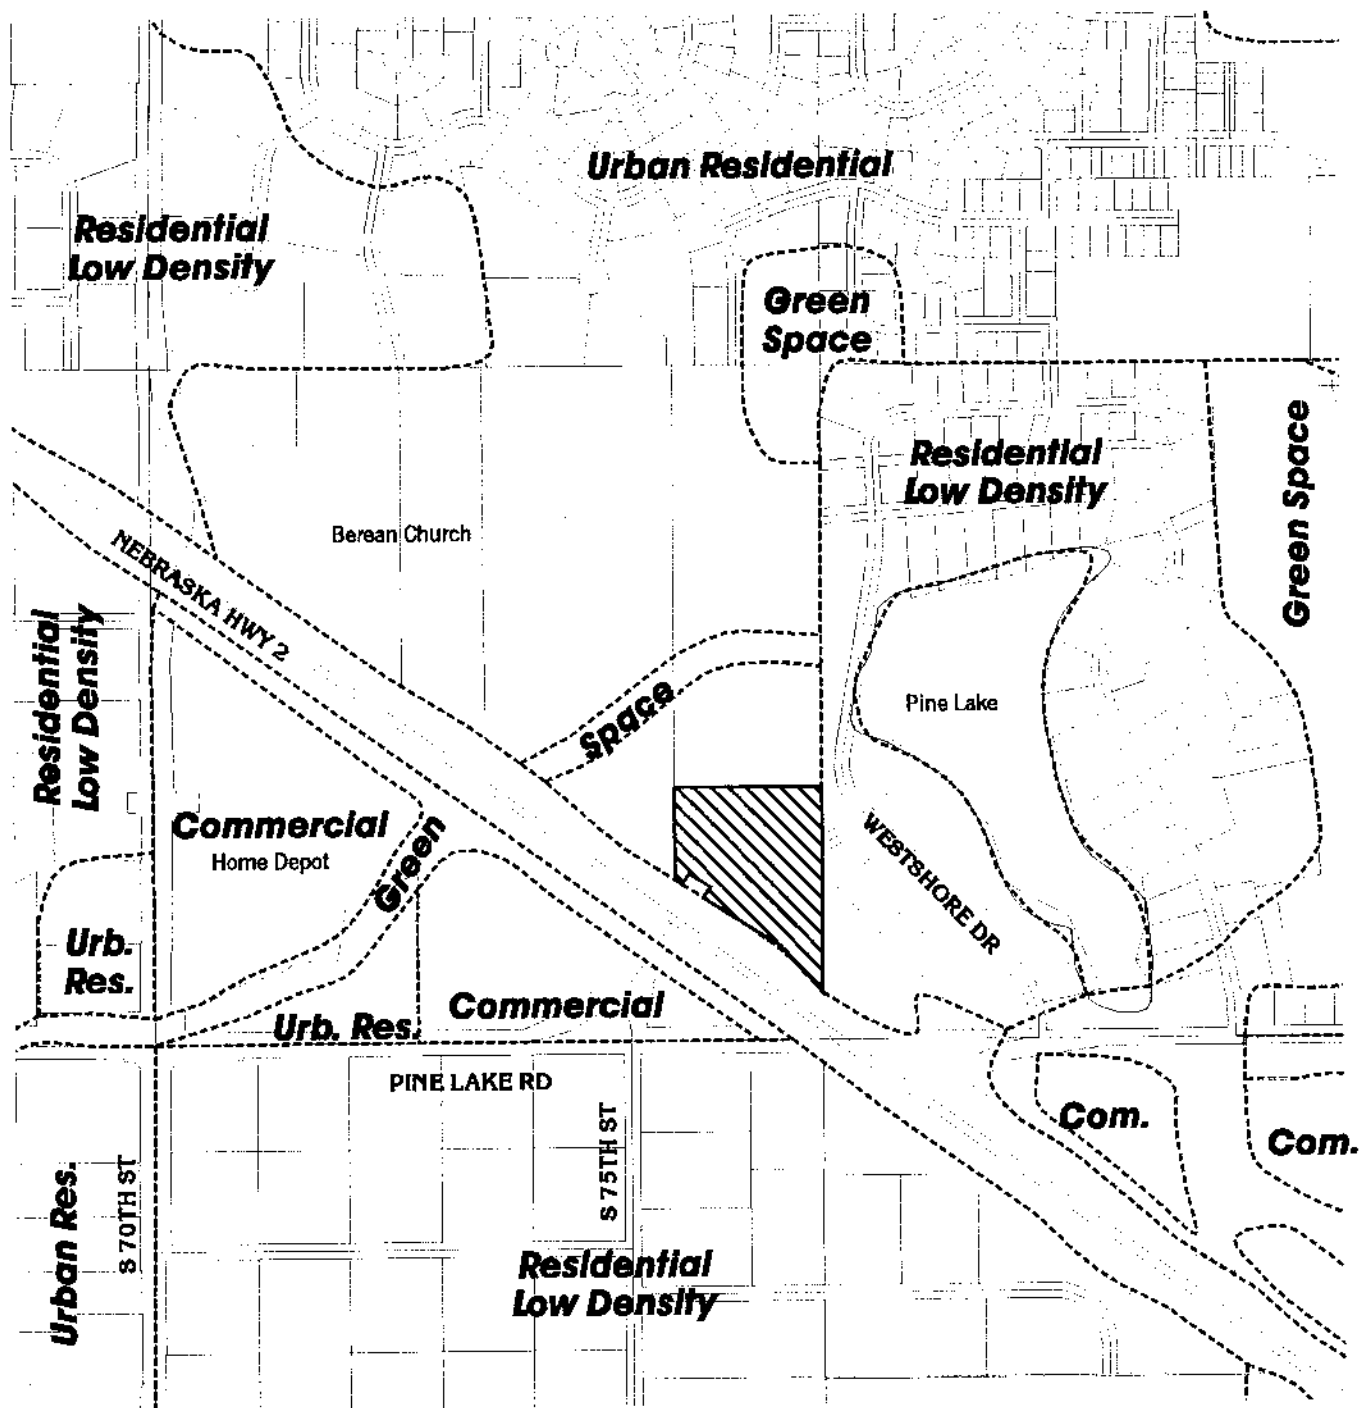 Urban Residential
Residential
Low Density
Green
Space
Residential
Low Density
Green Space
Berean Church
NEBRASKA HWY 2
Residential
Low Density
Space
Pine Lake
Commercial
Home Depot
Green
WESTSHORE DR
Urb.
Res.
Commercial
Urb. Res.
PINE LAKE RD
Com.
Com.
S 75TH ST
S 70TH ST
Urban Res.
Residential
Low Density